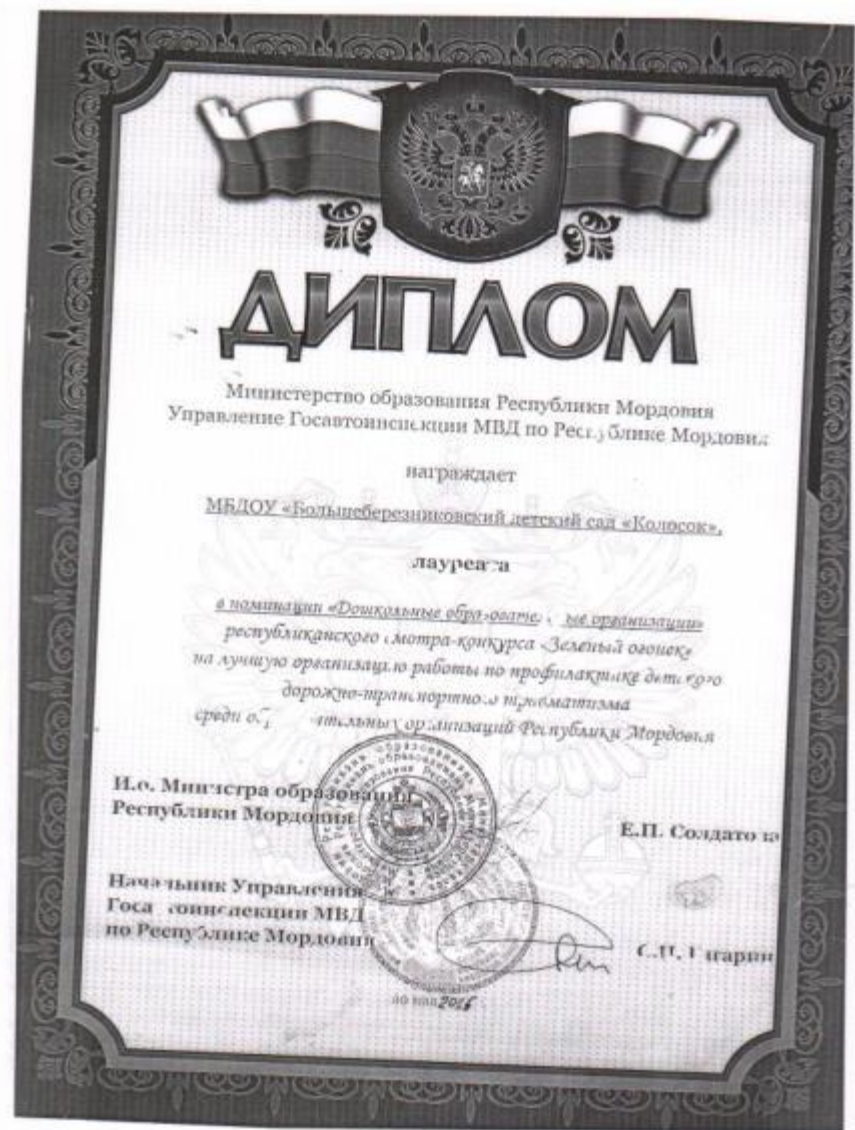 ДИПЛОМ
Министерство образования Республики Мордовия
Управление Госавтоинспекции МВД по Республике Мордовия
награждает
МБДОУ «Большеберезниковский детский сад «Колосок»,
лауреата
в номинации «Дошкольные образовательные организации»
республиканского смотра-конкурса «Зеленый огонек»
на лучшую организацию работы по профилактике детского
дорожно-транспортного травматизма
среди образовательных организаций Республики Мордовия
И.о. Министра образования
Республики Мордовия
Е.П. Солдатова
Начальник Управления
Госавтоинспекции МВД
по Республике Мордовия